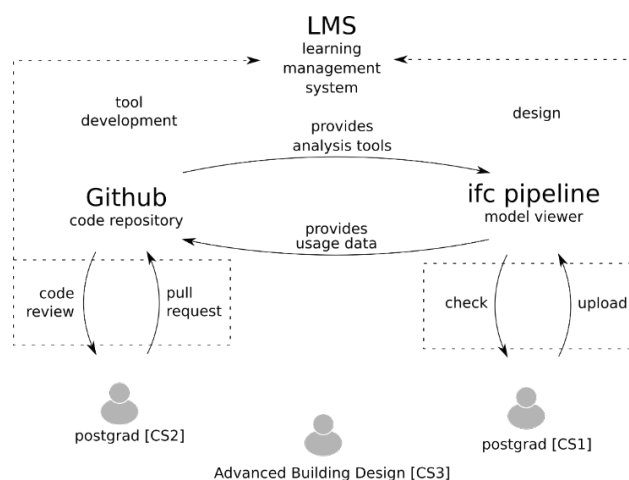 LMS
learning
management
system
tool
development
design
provides
analysis tools
Github
code repository
ifc pipeline
model viewer
provides
usage data
code
review
pull
request
check
upload
postgrad [CS2]
postgrad [CS1]
Advanced Building Design [CS3]